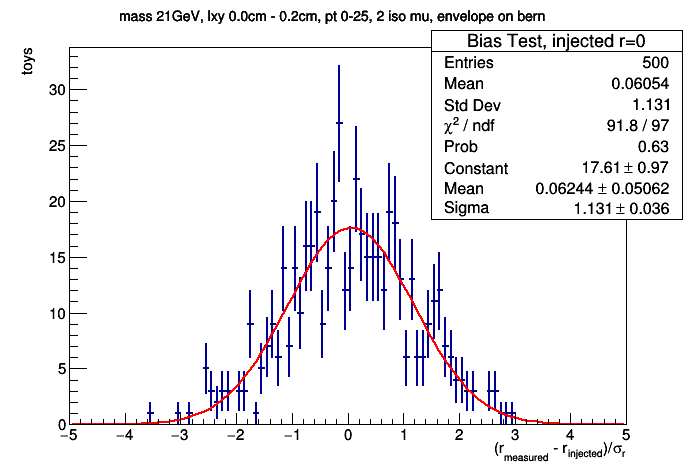 mass 21GeV, lxy 0.0cm - 0.2cm, pt 0-25, 2 iso mu, envelope on bern
Bias Test, injected r=0
Entries 500
Mean 0.06054
Std Dev 1.131
χ² / ndf 91.8 / 97
Prob 0.63
Constant 17.61 ± 0.97
Mean 0.06244 ± 0.05062
Sigma 1.131 ± 0.036
toys
30
25
20
15
10
5
0
−5 −4 −3 −2 −1 0 1 2 3 4 5
(r_measured - r_injected)/σ_r